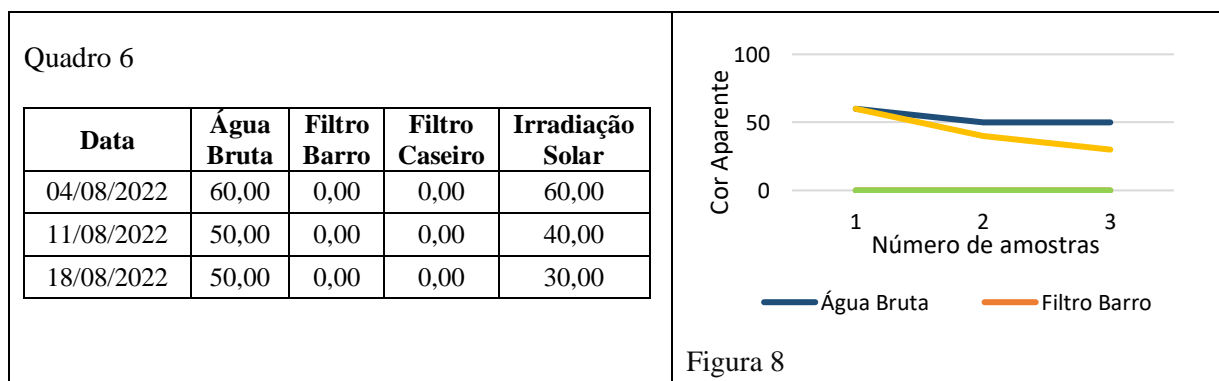 Quadro 6
Data Água Bruta Filtro Barro Filtro Caseiro Irradiação Solar
04/08/2022 60,00 0,00 0,00 60,00
11/08/2022 50,00 0,00 0,00 40,00
18/08/2022 50,00 0,00 0,00 30,00
100
50
0
Cor Aparente
1 2 3
Número de amostras
Água Bruta Filtro Barro
Figura 8